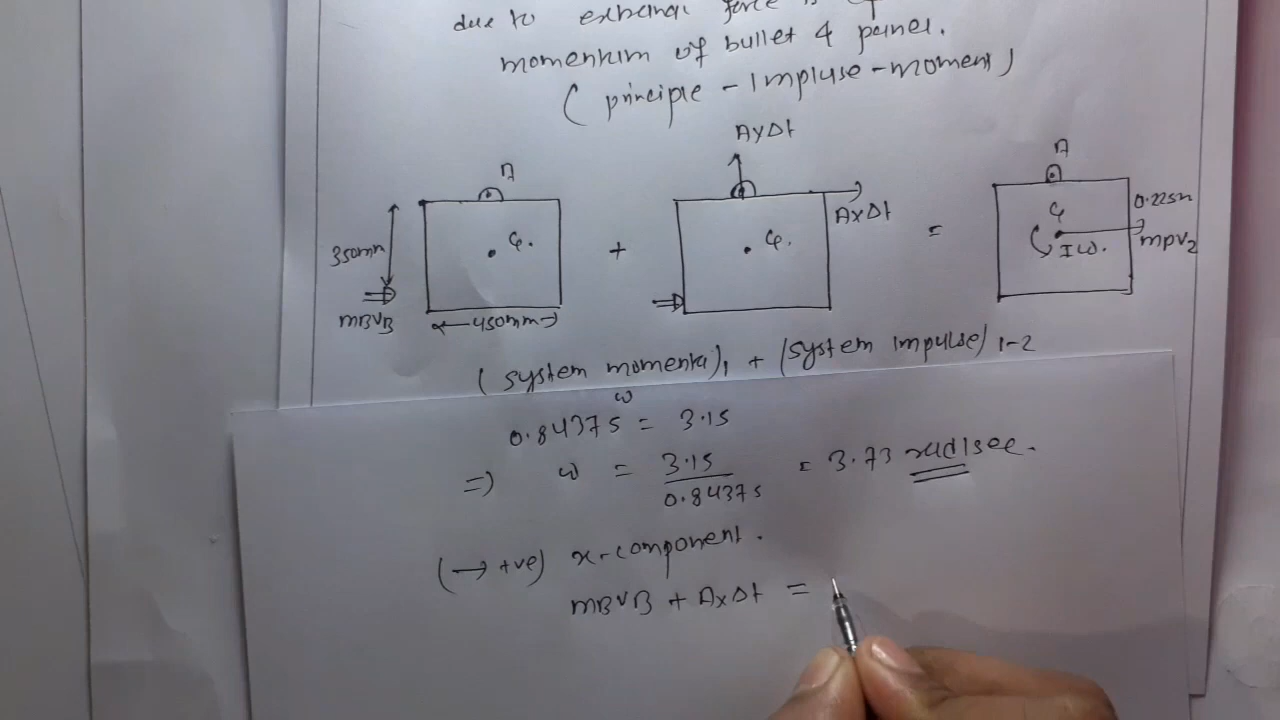 due to external force is
momentum of bullet & panel.
( principle - Impluse - moment )
A
G.
350mm
mBVB
450mm
+
AyΔt
AxΔt
G.
=
A
G
Iω.
0.225m
mpv2
( system momenta)1 + (system impulse) 1-2
ω
0.84375 = 3.15
=> ω = 3.15 / 0.84375 = 3.73 rad/sec.
(→ +ve) x-component.
mBVB + AxΔt =